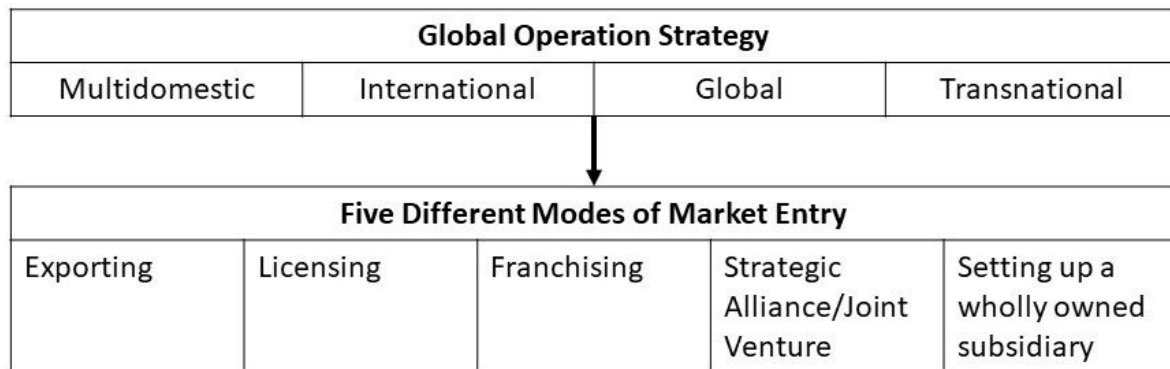 Global Operation Strategy
Multidomestic International Global Transnational
Five Different Modes of Market Entry
Exporting Licensing Franchising Strategic Setting up a
Alliance/Joint wholly owned
Venture subsidiary